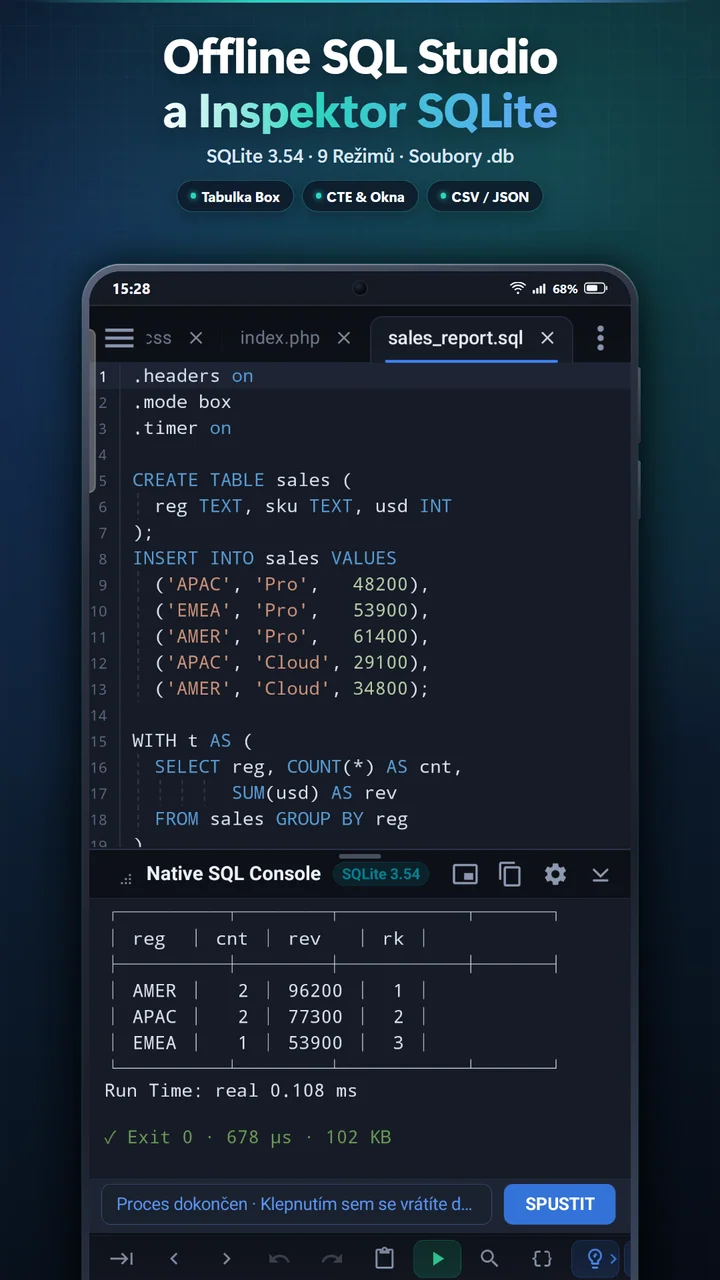 Offline SQL Studio
a Inspektor SQLite
SQLite 3.54 · 9 Režimů · Soubory .db
Tabulka Box
CTE & Okna
CSV / JSON
15:28
68%
css
index.php
sales_report.sql
1 .headers on
2 .mode box
3 .timer on
4
5 CREATE TABLE sales (
6 reg TEXT, sku TEXT, usd INT
7 );
8 INSERT INTO sales VALUES
9 ('APAC', 'Pro', 48200),
10 ('EMEA', 'Pro', 53900),
11 ('AMER', 'Pro', 61400),
12 ('APAC', 'Cloud', 29100),
13 ('AMER', 'Cloud', 34800);
14
15 WITH t AS (
16 SELECT reg, COUNT(*) AS cnt,
17 SUM(usd) AS rev
18 FROM sales GROUP BY reg
19 )
Native SQL Console
SQLite 3.54
│ reg │ cnt │ rev │ rk │
│ AMER │ 2 │ 96200 │ 1 │
│ APAC │ 2 │ 77300 │ 2 │
│ EMEA │ 1 │ 53900 │ 3 │
Run Time: real 0.108 ms
✓ Exit 0 · 678 µs · 102 KB
Proces dokončen · Klepnutím sem se vrátíte d…
SPUSTIT